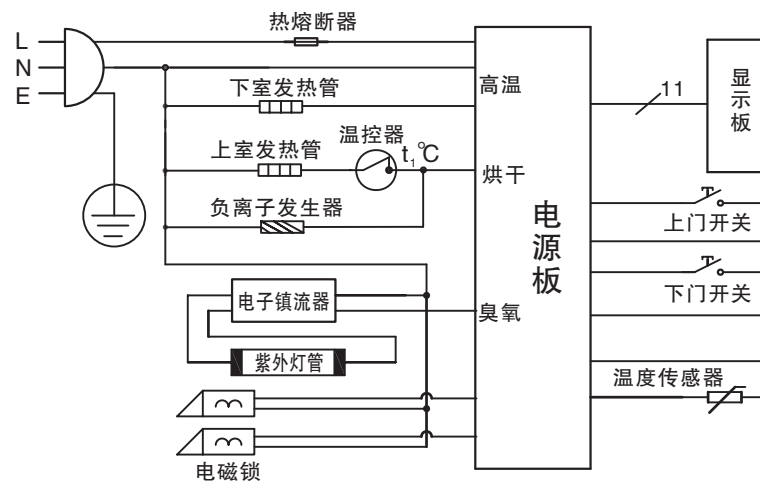 热熔断器
L
N
E
下室发热管
高温
11
显示板
温控器
上室发热管
t₁℃
烘干
负离子发生器
电源板
上门开关
电子镇流器
臭氧
下门开关
紫外灯管
温度传感器
电磁锁